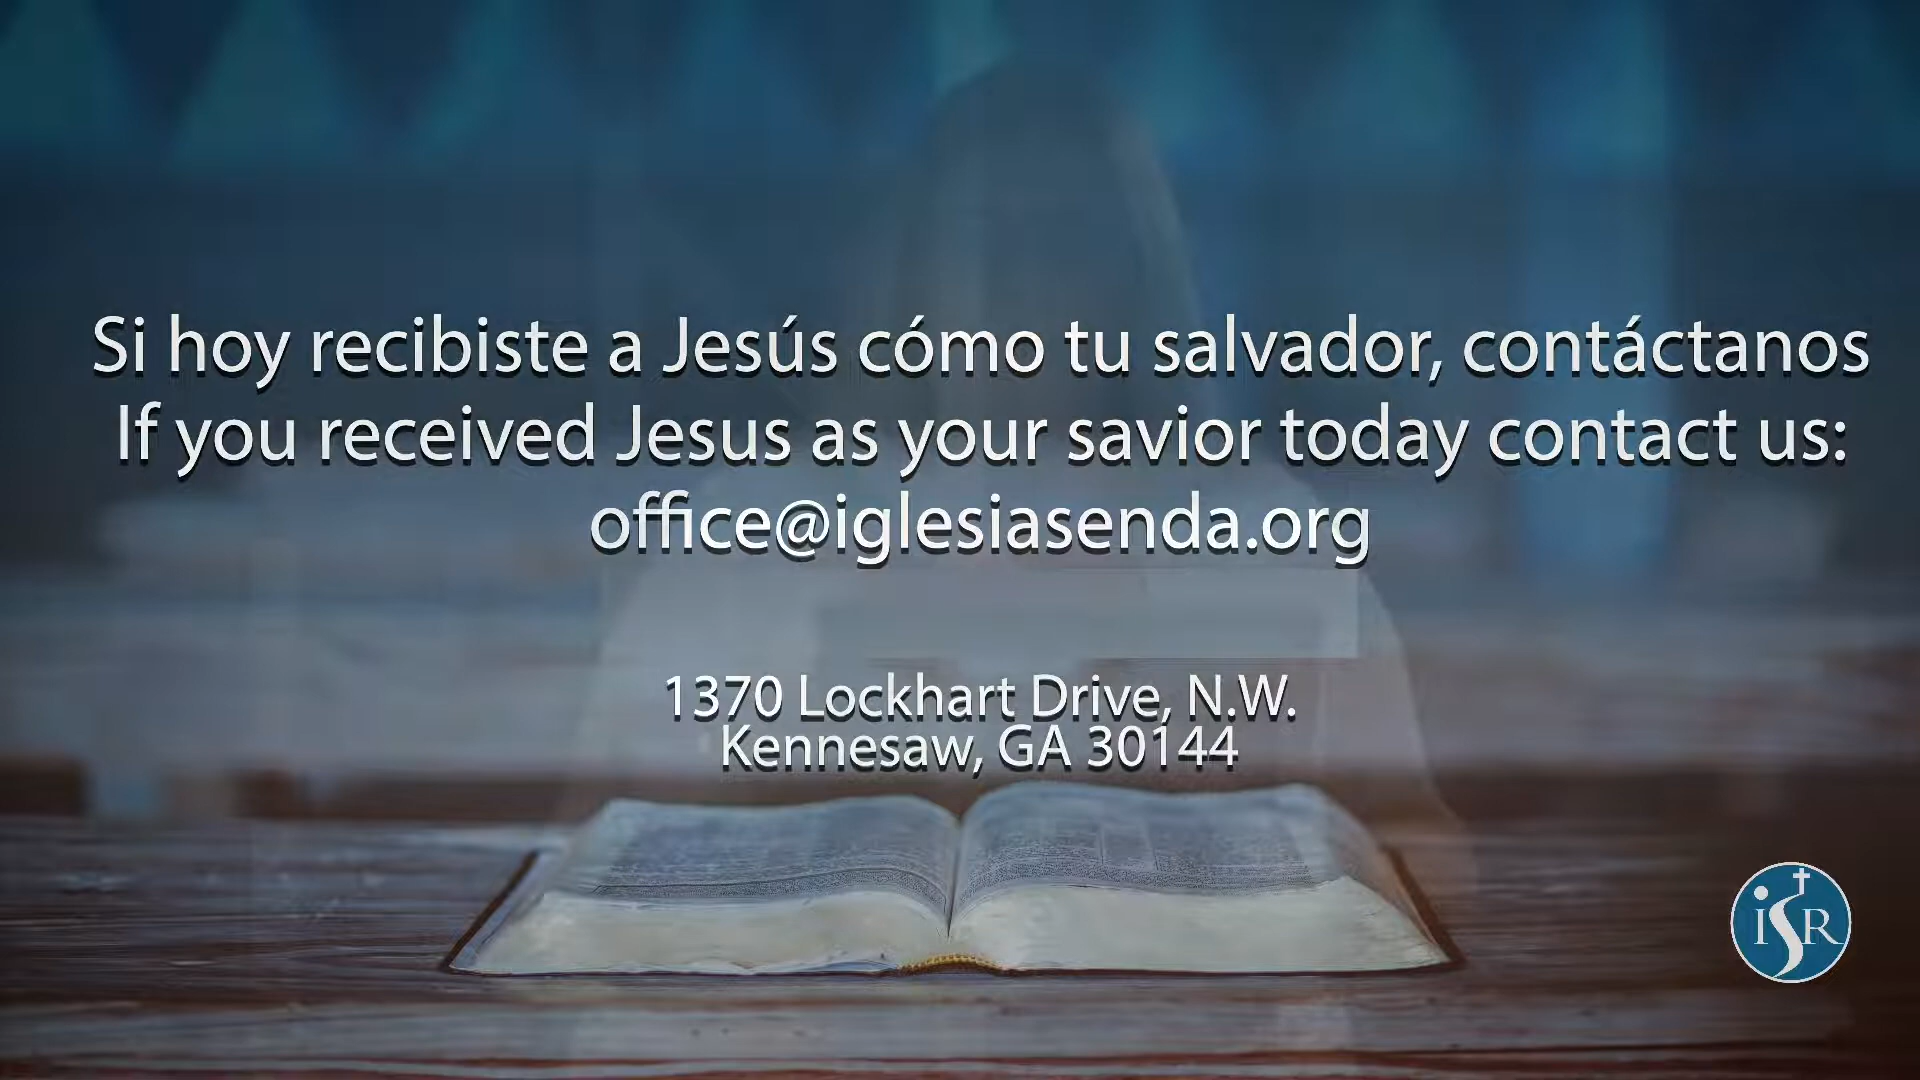 Si hoy recibiste a Jesús cómo tu salvador, contáctanos
If you received Jesus as your savior today contact us:
office@iglesiasenda.org
1370 Lockhart Drive, N.W.
Kennesaw, GA 30144
iSR